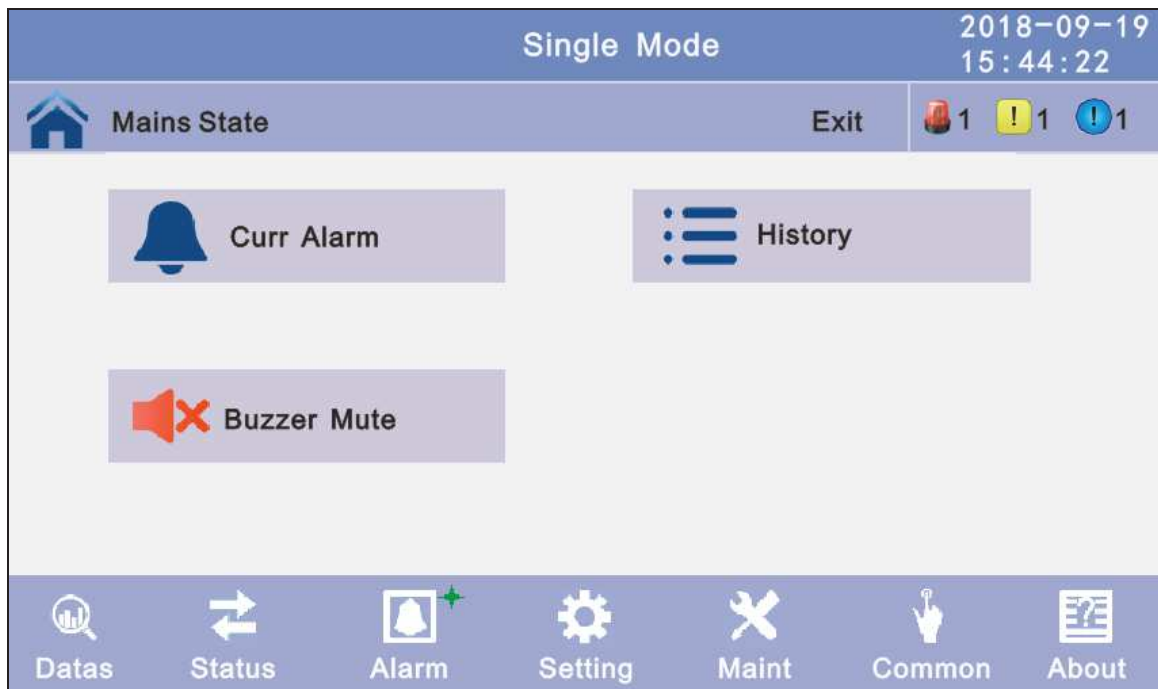 Single Mode
2018-09-19
15:44:22
Mains State
Exit
1
! 1
! 1
Curr Alarm
History
Buzzer Mute
?
Datas
Status
Alarm
Setting
Maint
Common
About